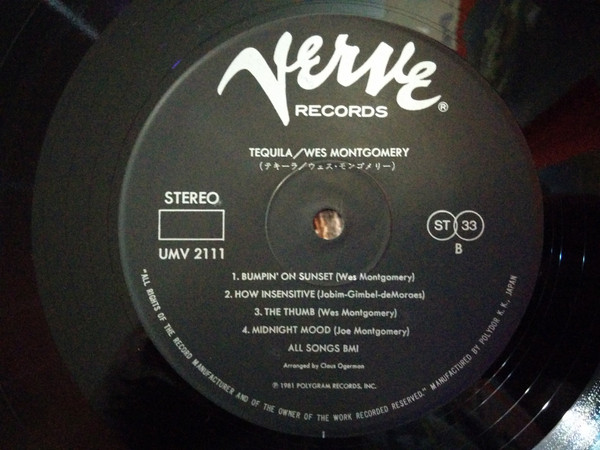 Verve
RECORDS
®
TEQUILA/WES MONTGOMERY
(テキーラ/ウェス・モンゴメリー)
STEREO
UMV 2111
ST 33
B
1. BUMPIN' ON SUNSET (Wes Montgomery)
2. HOW INSENSITIVE (Jobim-Gimbel-deMoraes)
3. THE THUMB (Wes Montgomery)
4. MIDNIGHT MOOD (Joe Montgomery)
ALL SONGS BMI
Arranged by Claus Ogerman
℗ 1981 POLYGRAM RECORDS, INC.
"ALL RIGHTS OF THE RECORD MANUFACTURER AND OF THE OWNER OF THE WORK RECORDED RESERVED." MANUFACTURED BY POLYDOR K.K., JAPAN